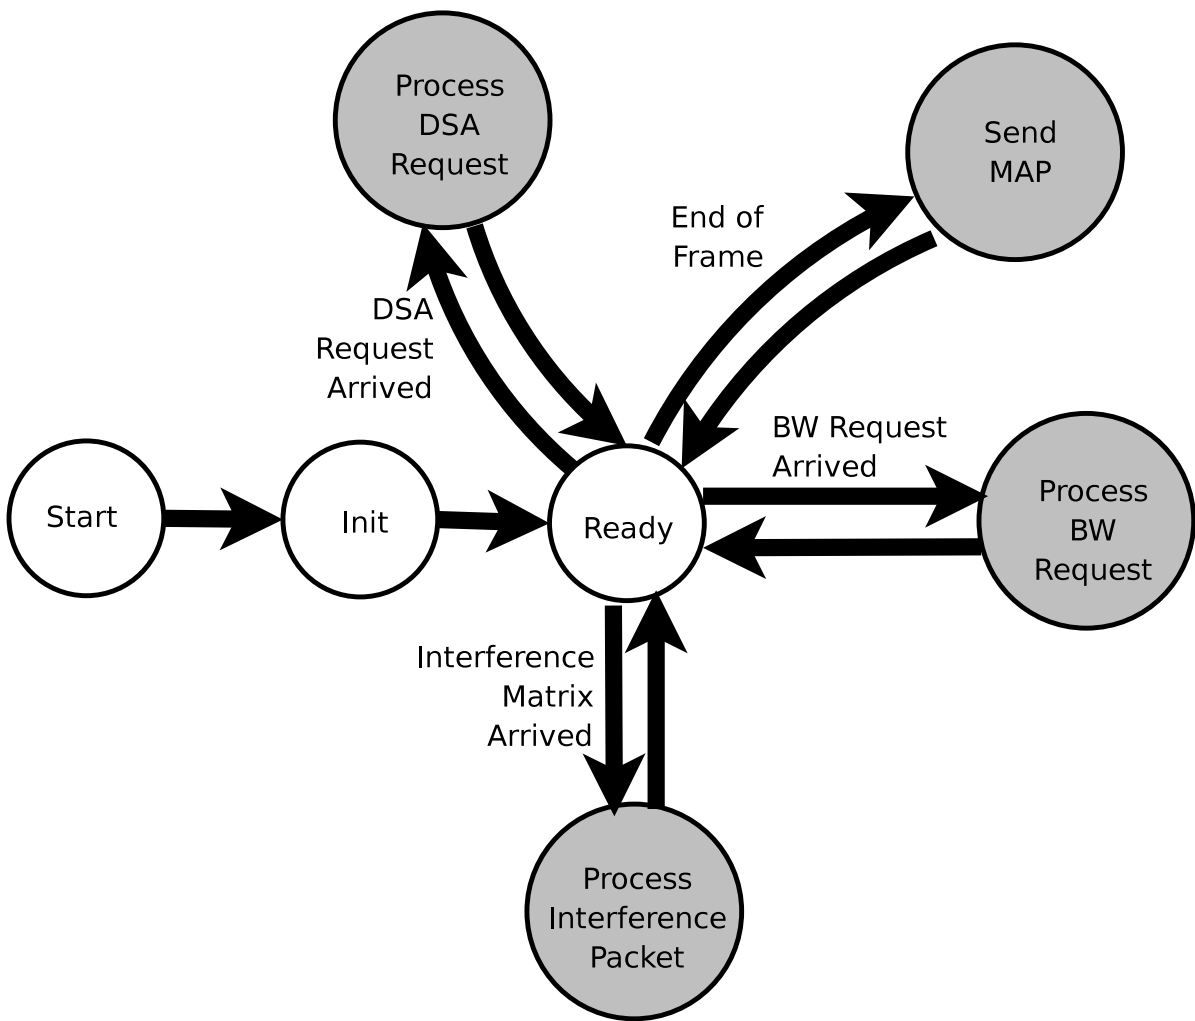 Process
DSA
Request
Send
MAP
End of
Frame
DSA
Request
Arrived
BW Request
Arrived
Start
Init
Ready
Process
BW
Request
Interference
Matrix
Arrived
Process
Interference
Packet